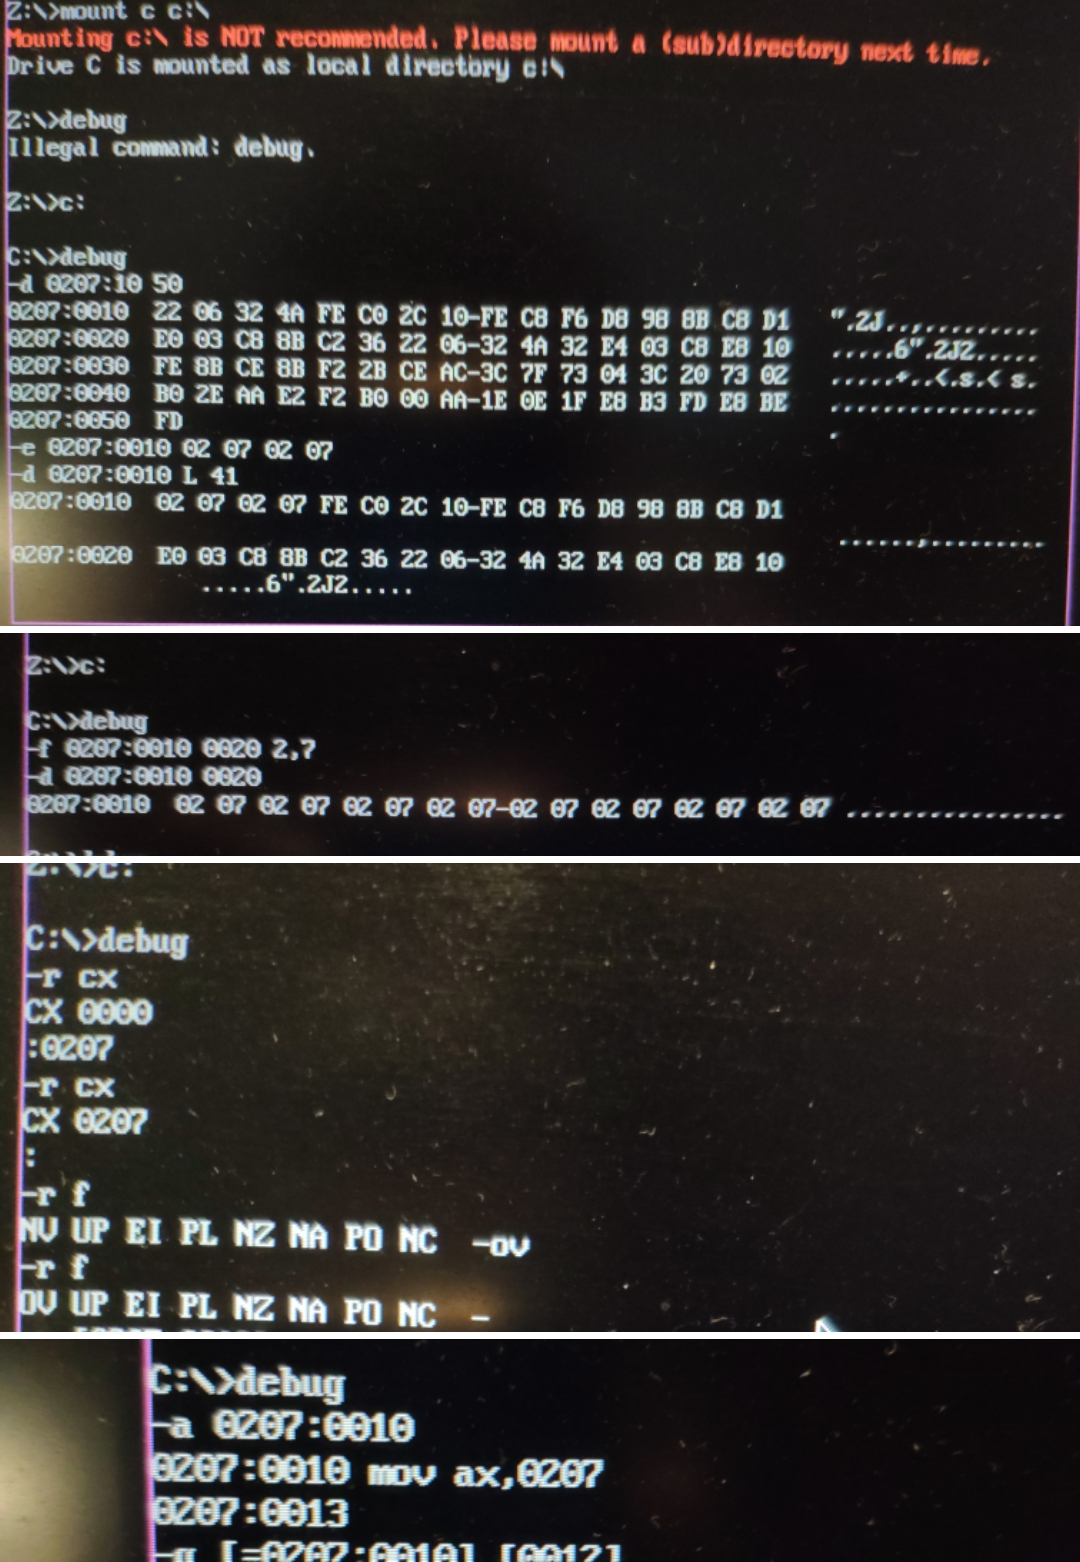 Z:\>mount c c:\
Mounting c:\ is NOT recommended. Please mount a (sub)directory next time.
Drive C is mounted as local directory c:\
Z:\>debug
Illegal command: debug.
Z:\>c:
C:\>debug
-d 0207:10 50
0207:0010 22 06 32 4A FE C0 2C 10-FE C8 F6 D8 98 8B C8 D1 ".2J..,.........
0207:0020 E0 03 C8 8B C2 36 22 06-32 4A 32 E4 03 C8 E8 10 .....6".2J2.....
0207:0030 FE 8B CE 8B F2 2B CE AC-3C 7F 73 04 3C 20 73 02 .....+..<.s.< s.
0207:0040 B0 2E AA E2 F2 B0 00 AA-1E 0E 1F E8 B3 FD E8 BE ................
0207:0050 FD .
-e 0207:0010 02 07 02 07
-d 0207:0010 L 41
0207:0010 02 07 02 07 FE C0 2C 10-FE C8 F6 D8 98 8B C8 D1
......,.........
0207:0020 E0 03 C8 8B C2 36 22 06-32 4A 32 E4 03 C8 E8 10
.....6".2J2.....
Z:\>c:
C:\>debug
-f 0207:0010 0020 2,7
-d 0207:0010 0020
0207:0010 02 07 02 07 02 07 02 07-02 07 02 07 02 07 02 07 ................
Z:\>c:
C:\>debug
-r cx
CX 0000
:0207
-r cx
CX 0207
:
-r f
NV UP EI PL NZ NA PO NC -ov
-r f
OV UP EI PL NZ NA PO NC -
C:\>debug
-a 0207:0010
0207:0010 mov ax,0207
0207:0013
[=0207:0010] [0012]